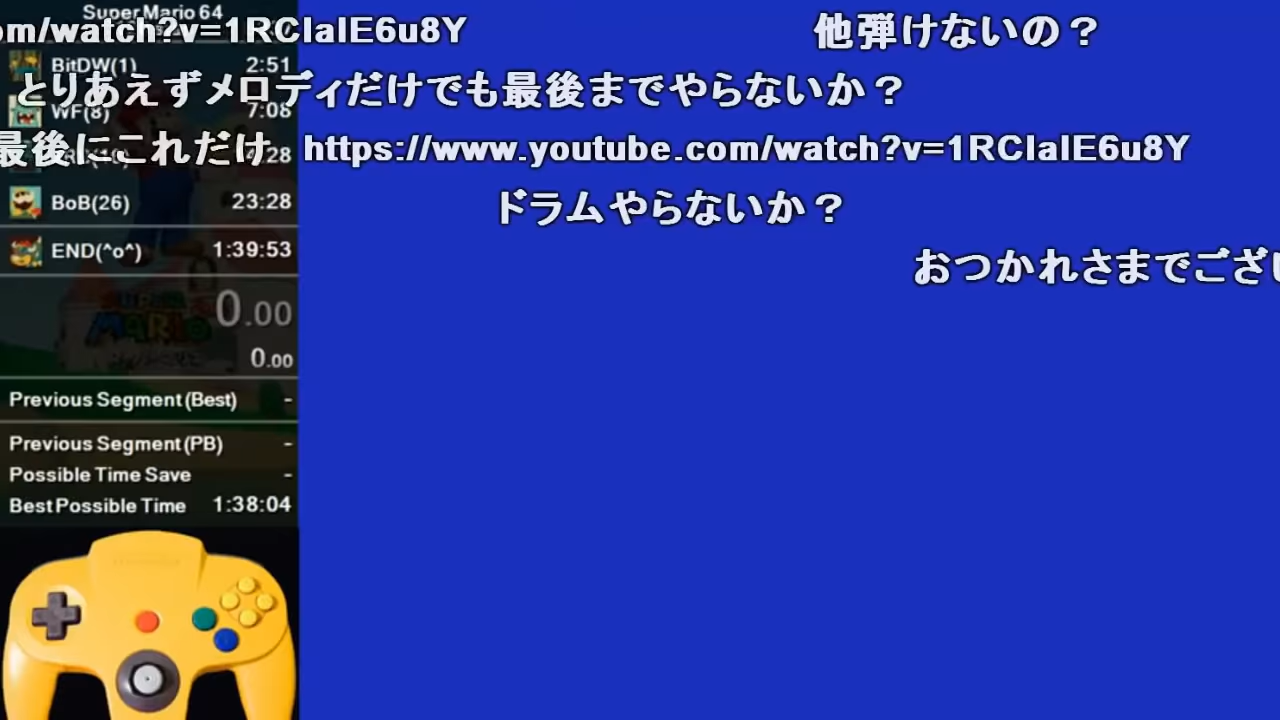 Super Mario 64
om/watch?v=1RCIalE6u8Y
他弾けないの？
BitDW(1) 2:51
とりあえずメロディだけでも最後までやらないか？
WF(8) 7:08
最後にこれだけ https://www.youtube.com/watch?v=1RCIalE6u8Y
:28
BoB(26) 23:28
ドラムやらないか？
END(^o^) 1:39:53
おつかれさまでござい
SUPER
MARIO
0.00
0.00
Previous Segment (Best) -
Previous Segment (PB) -
Possible Time Save -
Best Possible Time 1:38:04